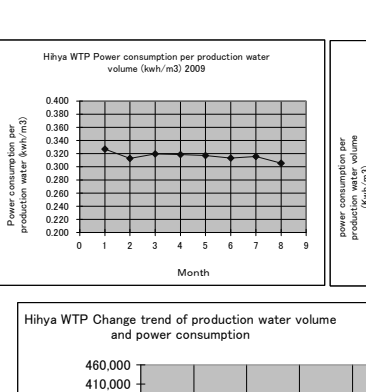 Hihya WTP Power consumption per production water
volume (kwh/m3) 2009
Power consumption per
production water (kwh/m3)
0.400
0.380
0.360
0.340
0.320
0.300
0.280
0.260
0.240
0.220
0.200
0 1 2 3 4 5 6 7 8 9
Month
power consumption per
production water volume
(Kwh/m3)
Hihya WTP Change trend of production water volume
and power consumption
460,000
410,000